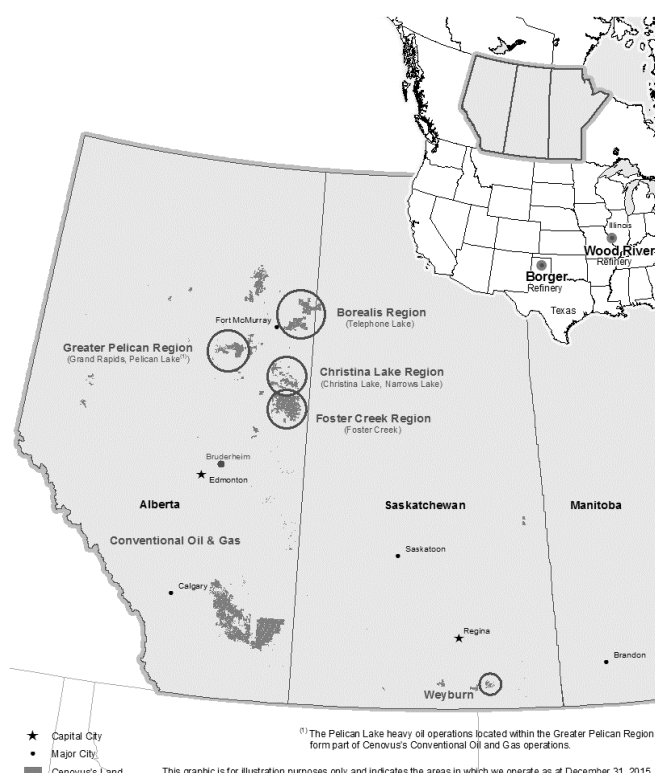 Illinois
Wood River
Refinery
Borger
Refinery
Texas
Fort McMurray
Borealis Region
(Telephone Lake)
Greater Pelican Region
(Grand Rapids, Pelican Lake(1))
Christina Lake Region
(Christina Lake, Narrows Lake)
Foster Creek Region
(Foster Creek)
Bruderheim
Edmonton
Alberta
Saskatchewan
Manitoba
Conventional Oil & Gas
Saskatoon
Calgary
Regina
Brandon
Weyburn
Capital City
Major City
Cenovus's Land
(1) The Pelican Lake heavy oil operations located within the Greater Pelican Region
form part of Cenovus's Conventional Oil and Gas operations.
This graphic is for illustration purposes only and indicates the areas in which we operate as at December 31, 2015.